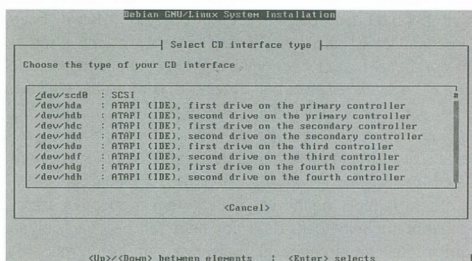 Debian GNU/Linux System Installation
Select CD interface type
Choose the type of your CD interface
/dev/scd0 : SCSI
/dev/hda : ATAPI (IDE), first drive on the primary controller
/dev/hdb : ATAPI (IDE), second drive on the primary controller
/dev/hdc : ATAPI (IDE), first drive on the secondary controller
/dev/hdd : ATAPI (IDE), second drive on the secondary controller
/dev/hde : ATAPI (IDE), first drive on the third controller
/dev/hdf : ATAPI (IDE), second drive on the third controller
/dev/hdg : ATAPI (IDE), first drive on the fourth controller
/dev/hdh : ATAPI (IDE), second drive on the fourth controller
<Cancel>
<Up>/<Down> between elements : <Enter> selects